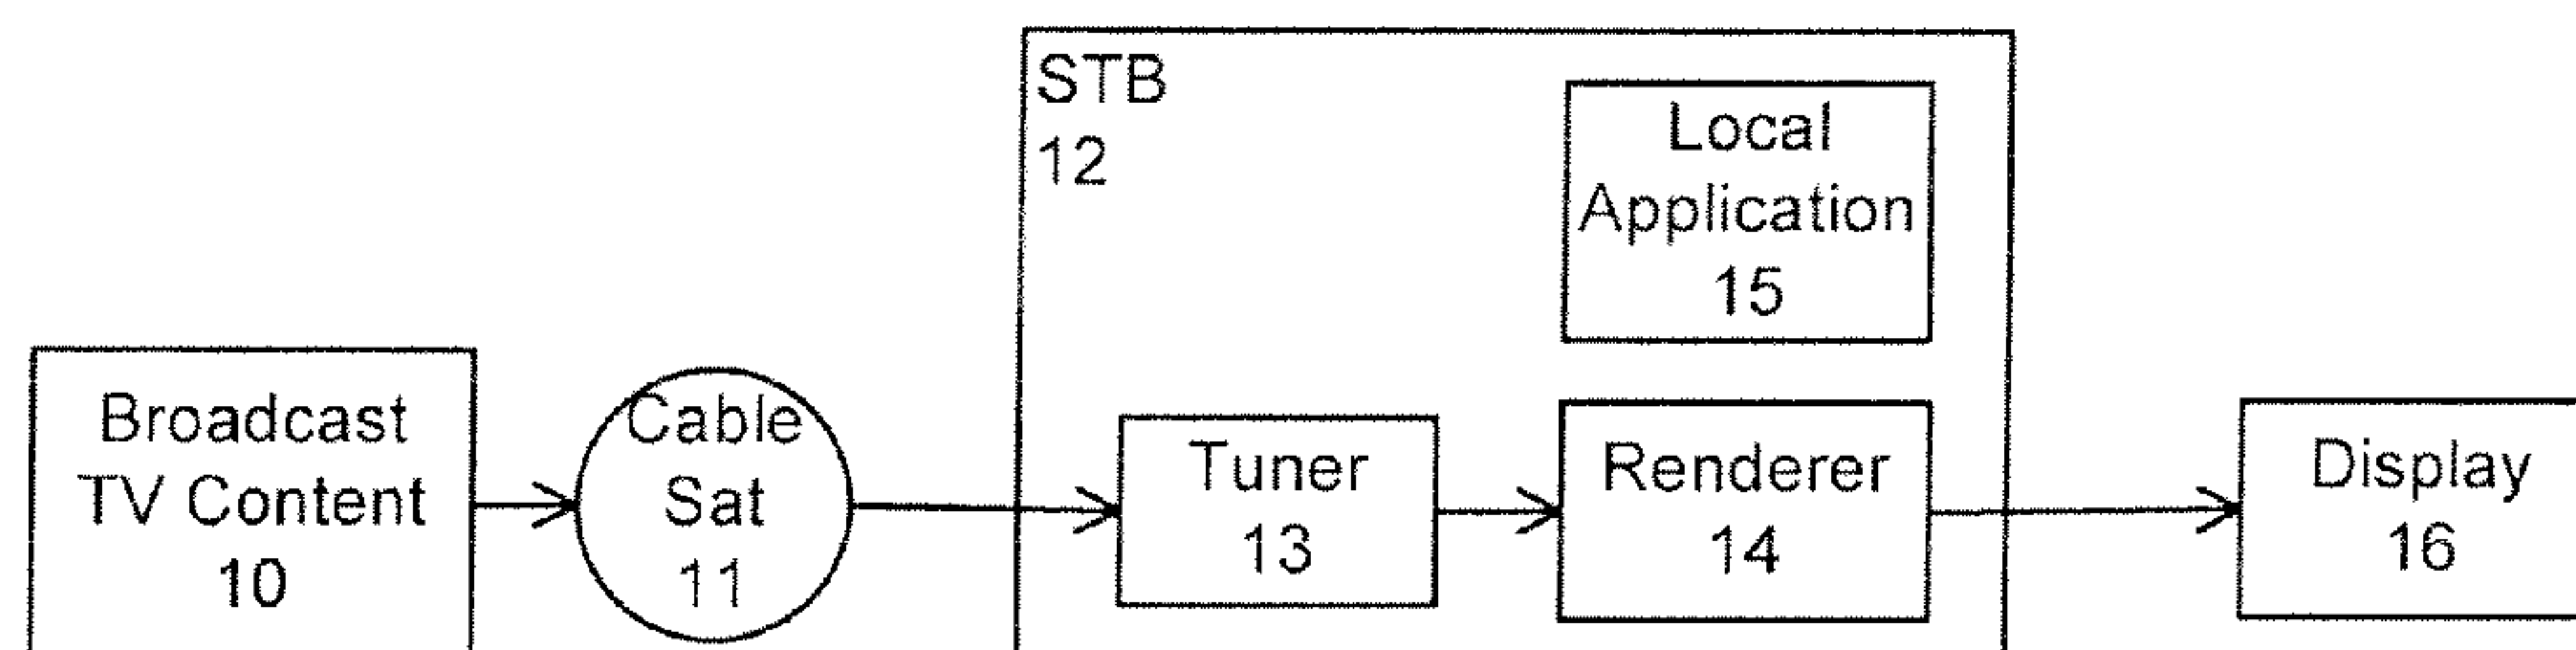 STB
12
Local
Application
15
Broadcast
TV Content
10
Cable
Sat
11
Tuner
13
Renderer
14
Display
16